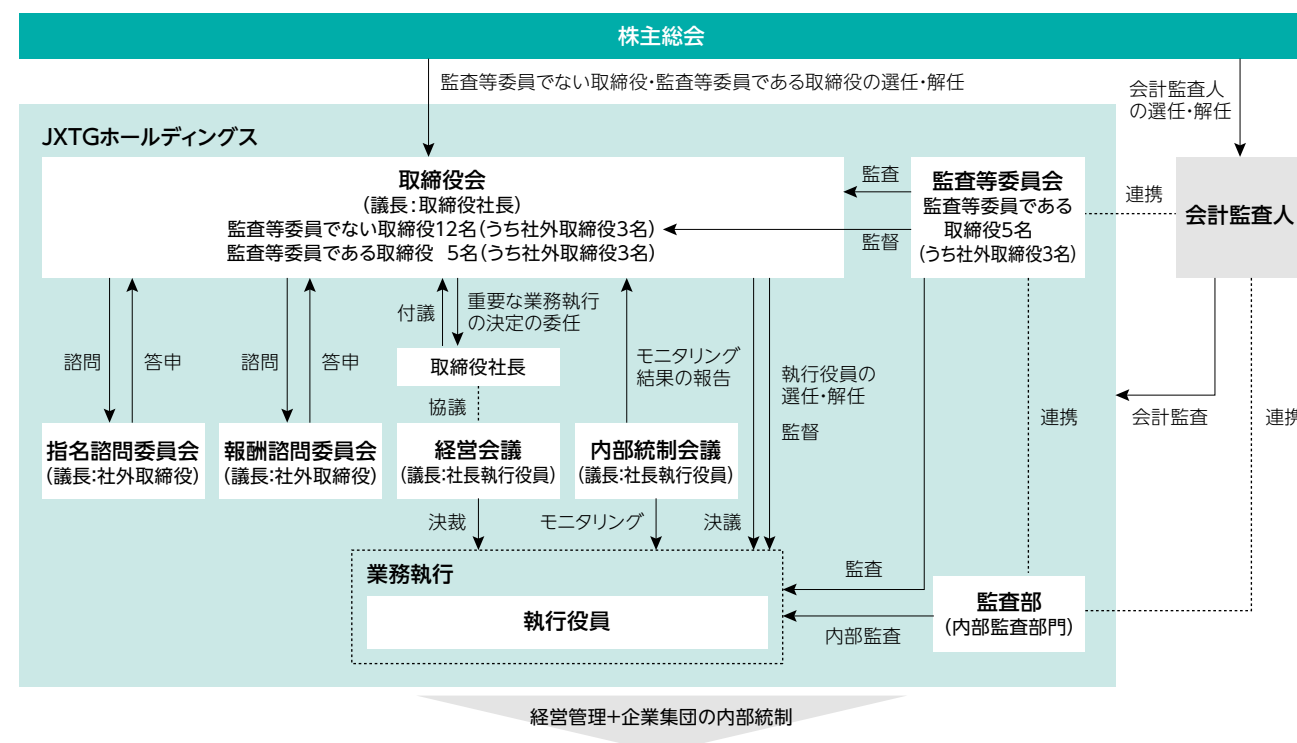 株主総会
監査等委員でない取締役・監査等委員である取締役の選任・解任
会計監査人
の選任・解任
JXTGホールディングス
取締役会
(議長:取締役社長)
監査等委員でない取締役12名(うち社外取締役3名)
監査等委員である取締役 5名(うち社外取締役3名)
監査
監督
監査等委員会
監査等委員である
取締役5名
(うち社外取締役3名)
連携
会計監査人
諮問
答申
諮問
答申
付議
重要な業務執行
の決定の委任
取締役社長
協議
モニタリング
結果の報告
執行役員の
選任・解任
監督
連携
会計監査
連携
指名諮問委員会
(議長:社外取締役)
報酬諮問委員会
(議長:社外取締役)
経営会議
(議長:社長執行役員)
内部統制会議
(議長:社長執行役員)
決裁
モニタリング
決議
業務執行
執行役員
監査
内部監査
監査部
(内部監査部門)
経営管理+企業集団の内部統制